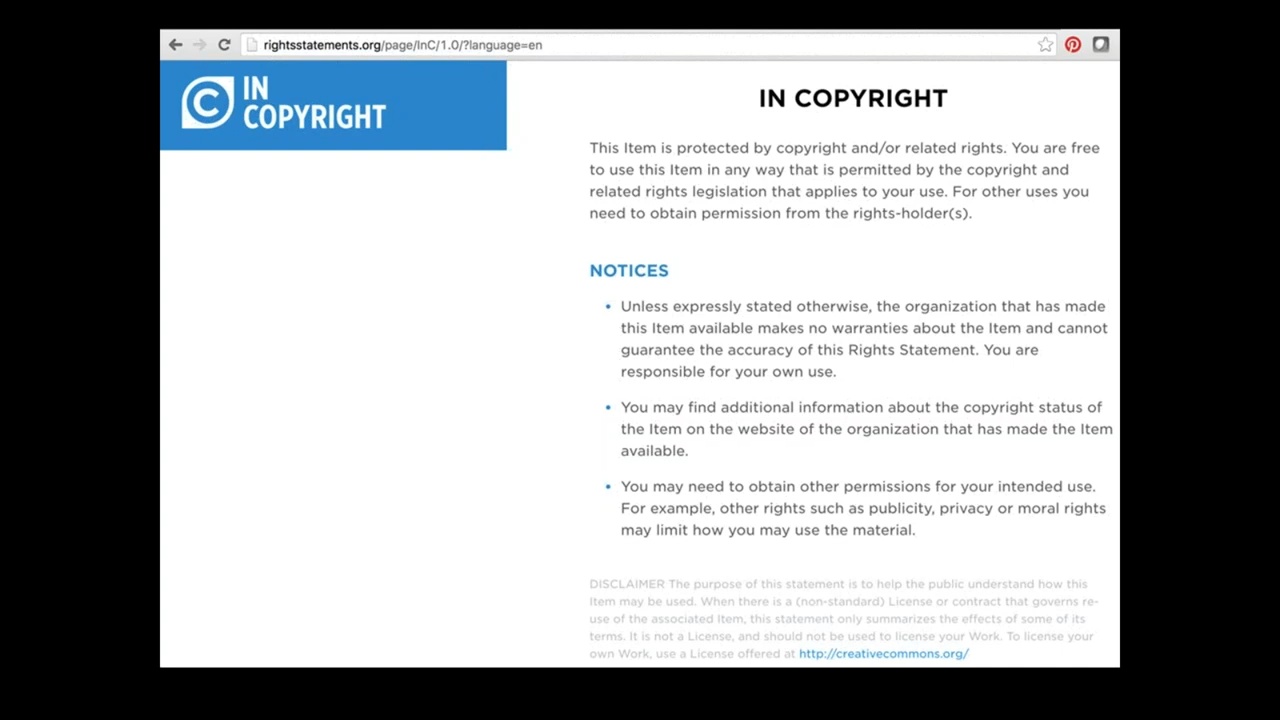 rightsstatements.org/page/InC/1.0/?language=en
IN
COPYRIGHT
IN COPYRIGHT
This Item is protected by copyright and/or related rights. You are free
to use this Item in any way that is permitted by the copyright and
related rights legislation that applies to your use. For other uses you
need to obtain permission from the rights-holder(s).
NOTICES
• Unless expressly stated otherwise, the organization that has made
this Item available makes no warranties about the Item and cannot
guarantee the accuracy of this Rights Statement. You are
responsible for your own use.
• You may find additional information about the copyright status of
the Item on the website of the organization that has made the Item
available.
• You may need to obtain other permissions for your intended use.
For example, other rights such as publicity, privacy or moral rights
may limit how you may use the material.
DISCLAIMER The purpose of this statement is to help the public understand how this
Item may be used. When there is a (non-standard) License or contract that governs re-
use of the associated Item, this statement only summarizes the effects of some of its
terms. It is not a License, and should not be used to license your Work. To license your
own Work, use a License offered at http://creativecommons.org/